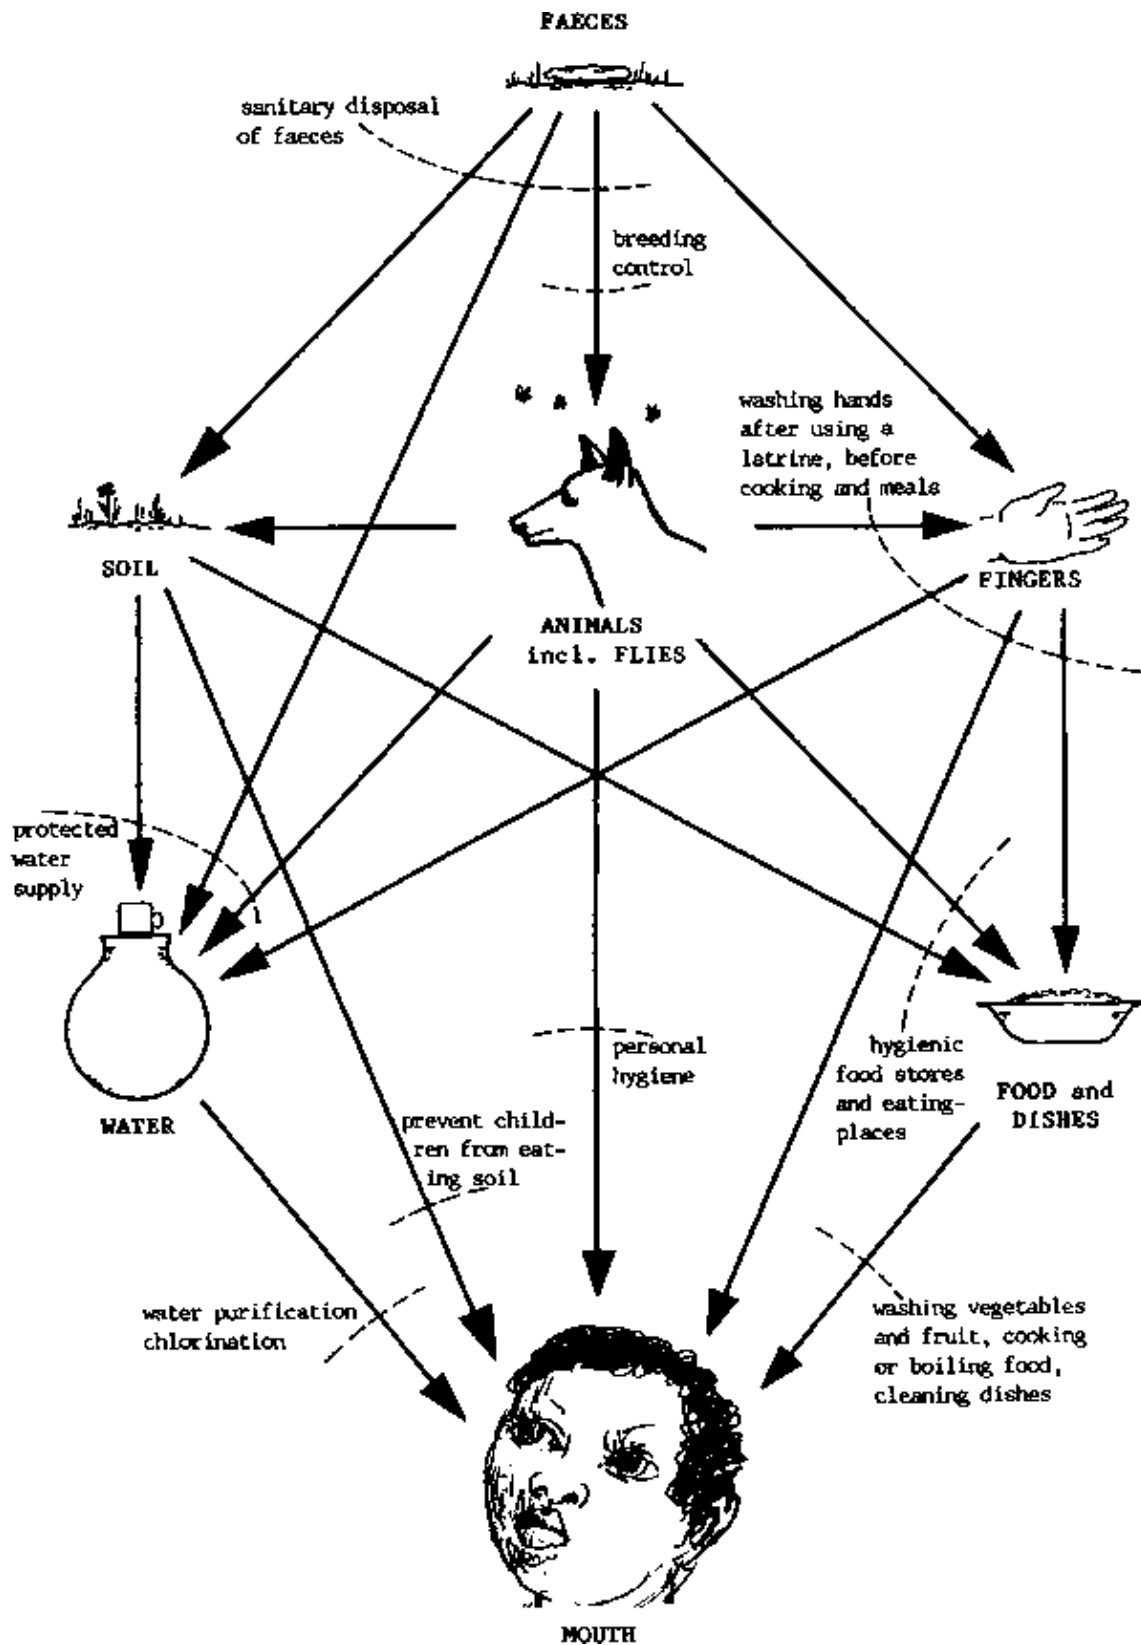 FAECES
sanitary disposal
of faeces
breeding
control
washing hands
after using a
latrine, before
cooking and meals
SOIL
FINGERS
ANIMALS
incl. FLIES
protected
water
supply
personal
hygiene
hygienic
food stores
and eating-
places
FOOD and
DISHES
WATER
prevent child-
ren from eat-
ing soil
water purification
chlorination
washing vegetables
and fruit, cooking
or boiling food,
cleaning dishes
MOUTH